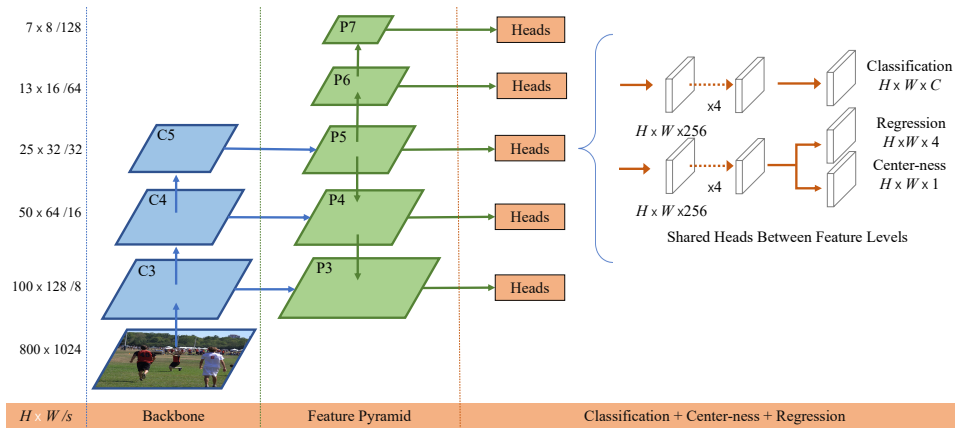 7 x 8 /128
13 x 16 /64
25 x 32 /32
50 x 64 /16
100 x 128 /8
800 x 1024
C5
C4
C3
P7
P6
P5
P4
P3
Heads
Heads
Heads
Heads
Heads
x4
H x W x256
x4
H x W x256
Classification
H x W x C
Regression
H x W x 4
Center-ness
H x W x 1
Shared Heads Between Feature Levels
H x W /s
Backbone
Feature Pyramid
Classification + Center-ness + Regression